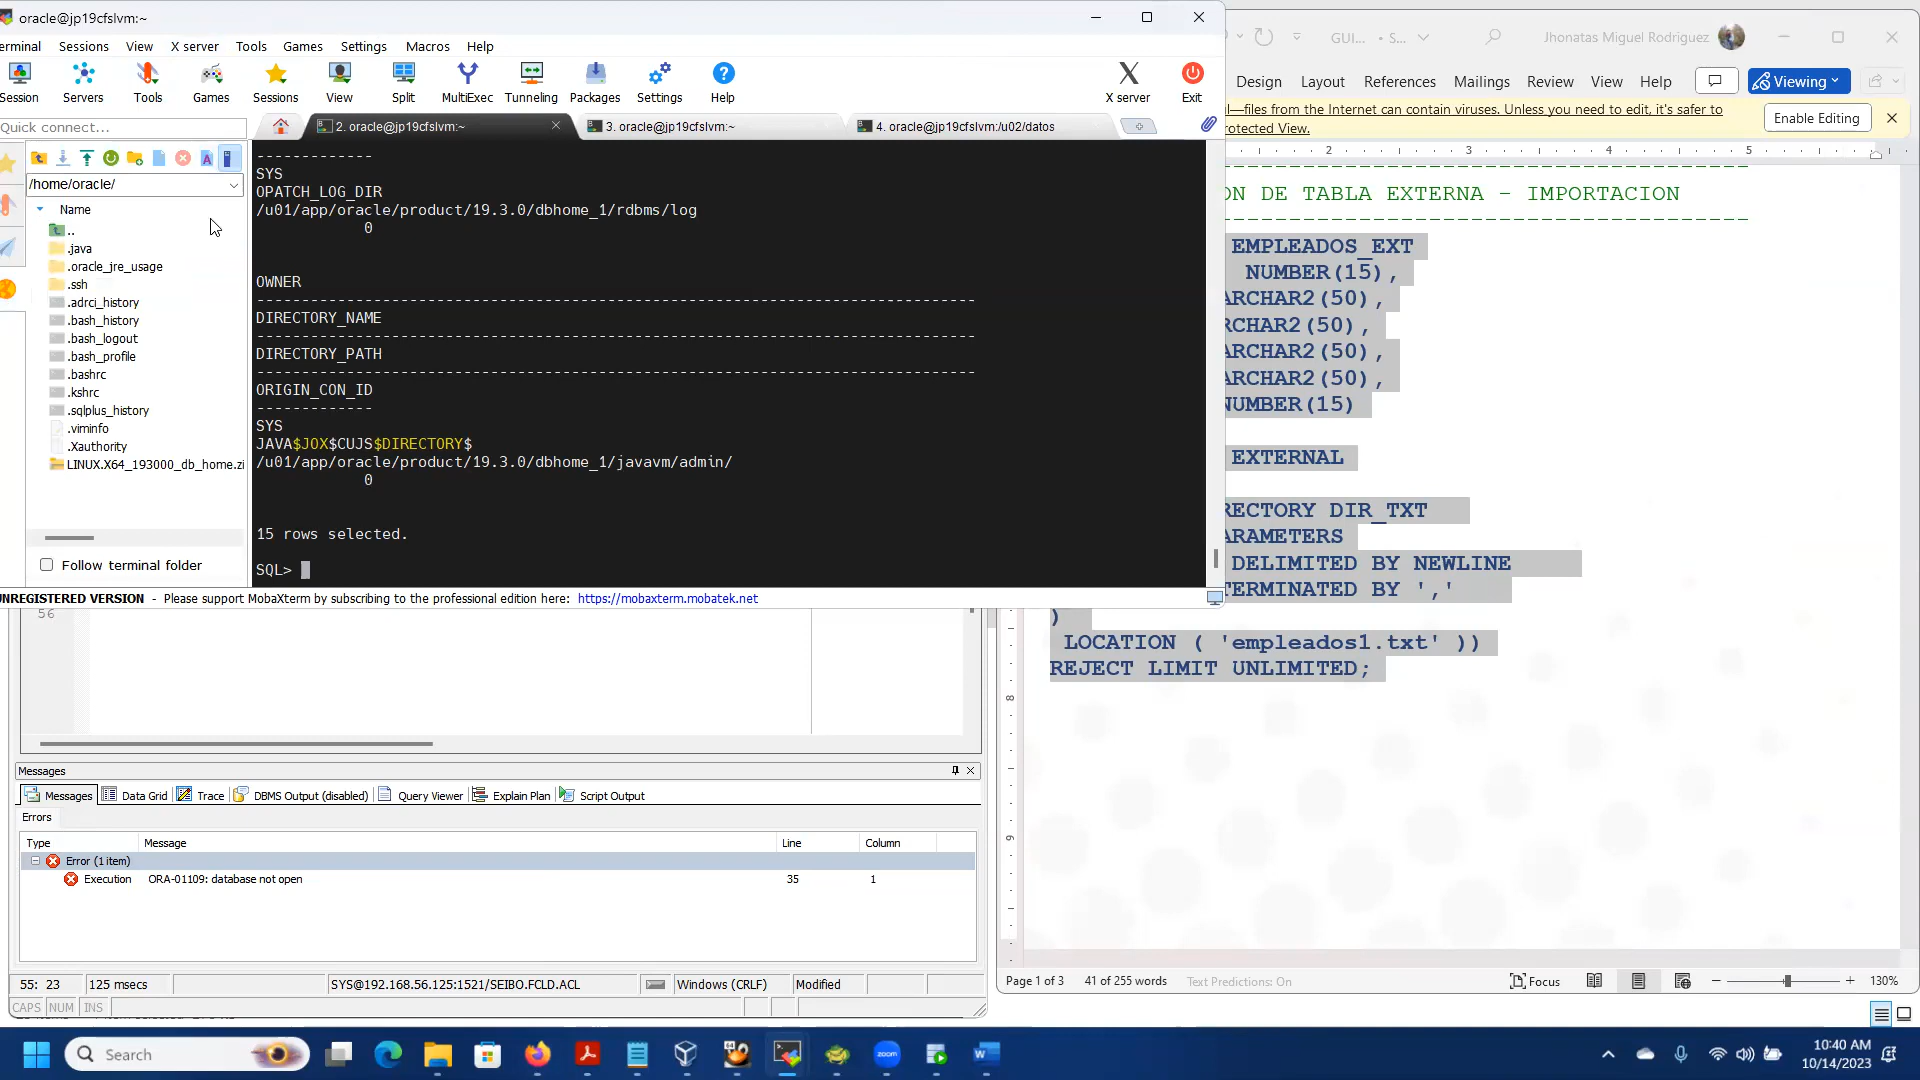 oracle@jp19cfslvm:~
erminal Sessions View X server Tools Games Settings Macros Help
Session Servers Tools Games Sessions View Split MultiExec Tunneling Packages Settings Help X server Exit
Quick connect...
2. oracle@jp19cfslvm:~
3. oracle@jp19cfslvm:~
4. oracle@jp19cfslvm:/u02/datos
/home/oracle/
Name
..
.java
.oracle_jre_usage
.ssh
.adrci_history
.bash_history
.bash_logout
.bash_profile
.bashrc
.kshrc
.sqlplus_history
.viminfo
.Xauthority
LINUX.X64_193000_db_home.zi
Follow terminal folder
-------------
SYS
OPATCH_LOG_DIR
/u01/app/oracle/product/19.3.0/dbhome_1/rdbms/log
0
OWNER
--------------------------------------------------------------------------------
DIRECTORY_NAME
--------------------------------------------------------------------------------
DIRECTORY_PATH
--------------------------------------------------------------------------------
ORIGIN_CON_ID
-------------
SYS
JAVA$JOX$CUJS$DIRECTORY$
/u01/app/oracle/product/19.3.0/dbhome_1/javavm/admin/
0
15 rows selected.
SQL>
UNREGISTERED VERSION - Please support MobaXterm by subscribing to the professional edition here: https://mobaxterm.mobatek.net
56
Messages
Messages Data Grid Trace DBMS Output (disabled) Query Viewer Explain Plan Script Output
Errors
Type Message Line Column
Error (1 item)
Execution ORA-01109: database not open 35 1
55: 23 125 msecs SYS@192.168.56.125:1521/SEIBO.FCLD.ACL Windows (CRLF) Modified
CAPS NUM INS
GUI... • S... Jhonatas Miguel Rodriguez
Design Layout References Mailings Review View Help Viewing
l—files from the Internet can contain viruses. Unless you need to edit, it's safer to
rotected View.
Enable Editing
2 3 4 5
ON DE TABLA EXTERNA – IMPORTACION
EMPLEADOS_EXT
NUMBER(15),
ARCHAR2(50),
RCHAR2(50),
ARCHAR2(50),
ARCHAR2(50),
NUMBER(15)
EXTERNAL
RECTORY DIR_TXT
ARAMETERS
DELIMITED BY NEWLINE
TERMINATED BY ','
)
LOCATION ( 'empleados1.txt' ))
REJECT LIMIT UNLIMITED;
8
9
Page 1 of 3 41 of 255 words Text Predictions: On Focus 130%
Search
zoom
10:40 AM
10/14/2023